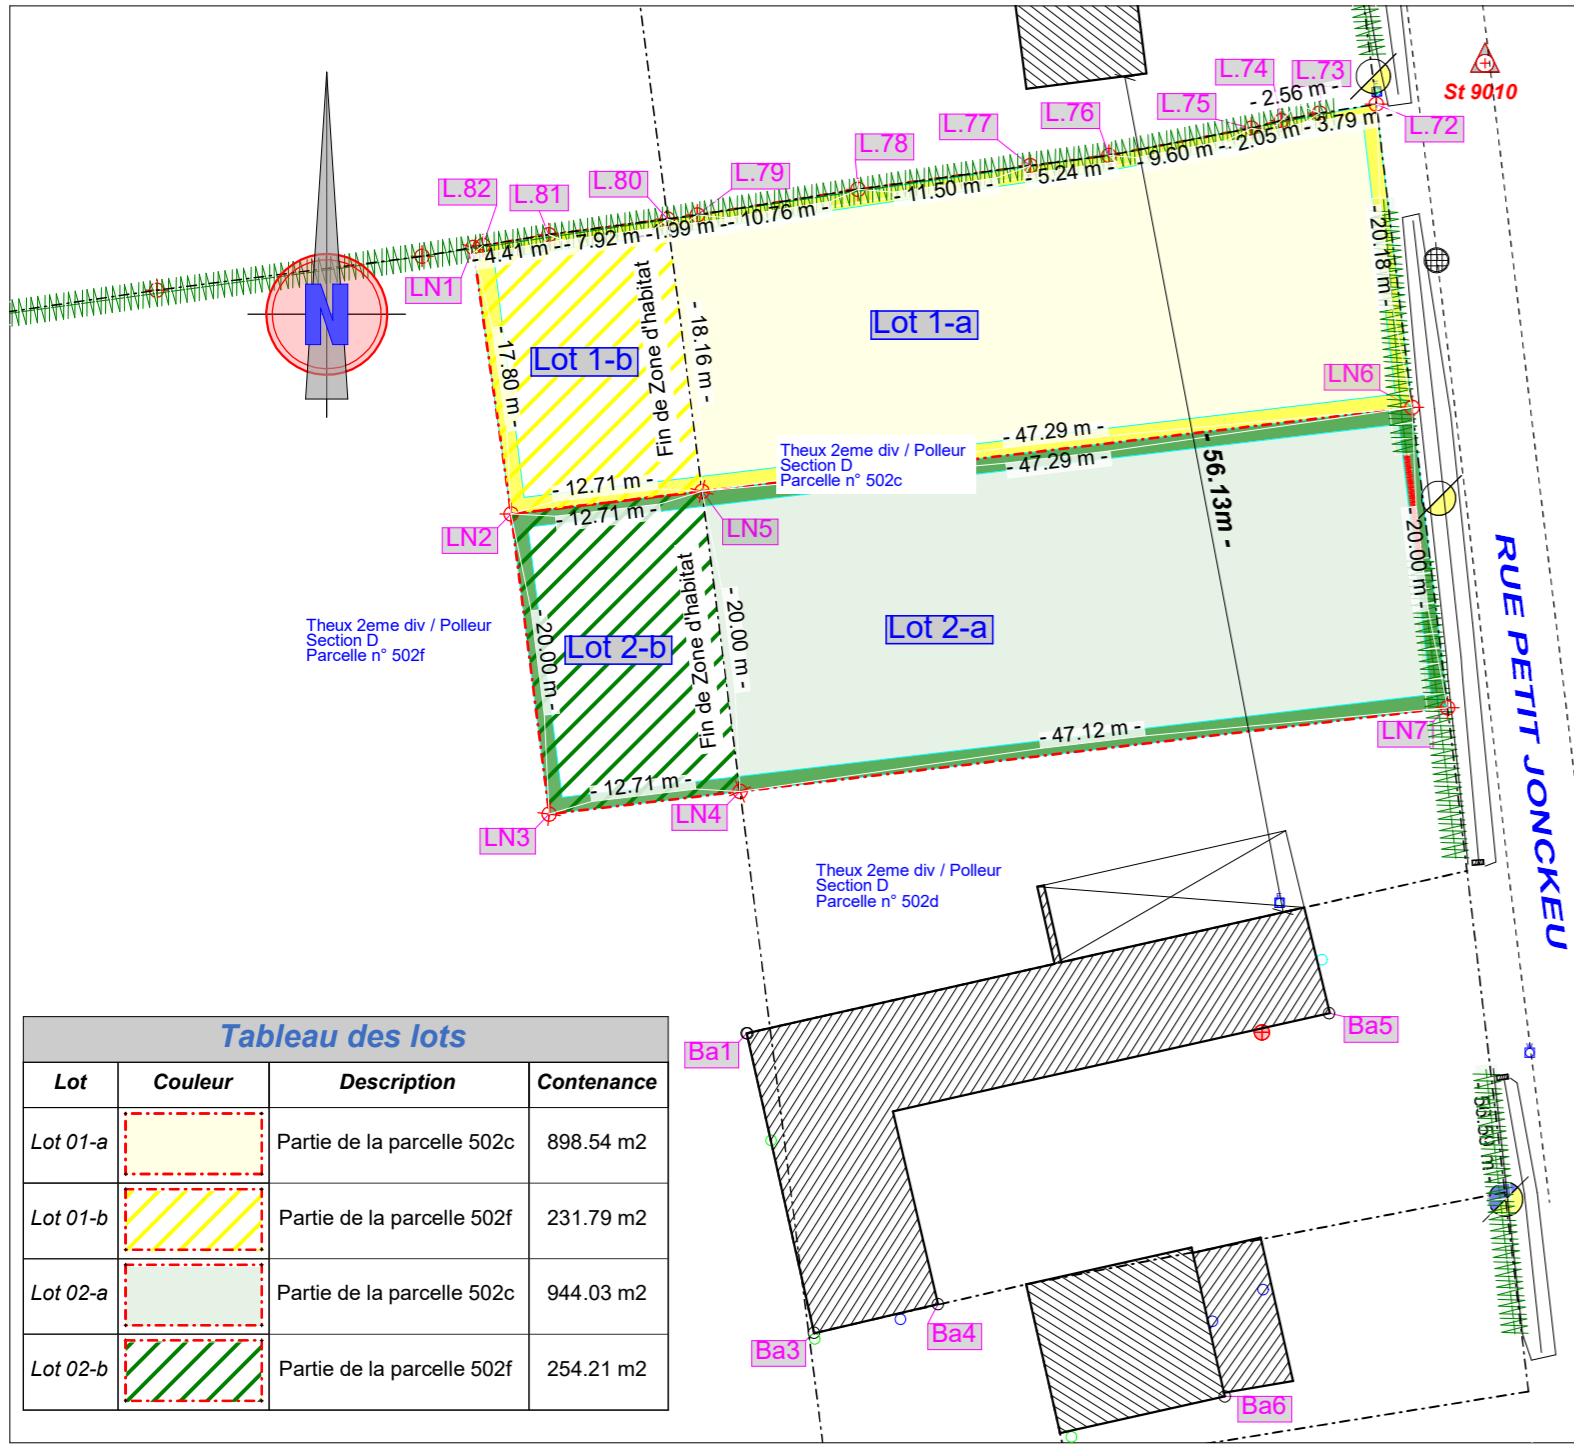 L.74
L.73
St 9010
- 2.56 m -
L.75
L.76
L.72
L.77
- 3.79 m -
- 2.05 m -
- 9.60 m -
L.78
- 5.24 m -
L.79
- 11.50 m -
L.80
- 10.76 m -
L.81
- 1.99 m -
L.82
- 7.92 m -
- 4.41 m -
LN1
N
- 20.18 m -
Fin de Zone d'habitat
- 18.16 m -
Lot 1-a
- 17.80 m -
Lot 1-b
LN6
- 47.29 m -
- 47.29 m -
Theux 2eme div / Polleur
Section D
Parcelle n° 502c
- 56.13m -
- 12.71 m -
- 12.71 m -
LN2
LN5
- 20.00 m -
RUE PETIT JONCKEU
Theux 2eme div / Polleur
Section D
Parcelle n° 502f
Fin de Zone d'habitat
- 20.00 m -
Lot 2-a
- 20.00 m -
Lot 2-b
- 47.12 m -
LN7
- 12.71 m -
LN4
LN3
Theux 2eme div / Polleur
Section D
Parcelle n° 502d
Ba1
Ba5
Ba4
Ba3
Ba6
Tableau des lots
Lot Couleur Description Contenance
Lot 01-a Partie de la parcelle 502c 898.54 m2
Lot 01-b Partie de la parcelle 502f 231.79 m2
Lot 02-a Partie de la parcelle 502c 944.03 m2
Lot 02-b Partie de la parcelle 502f 254.21 m2